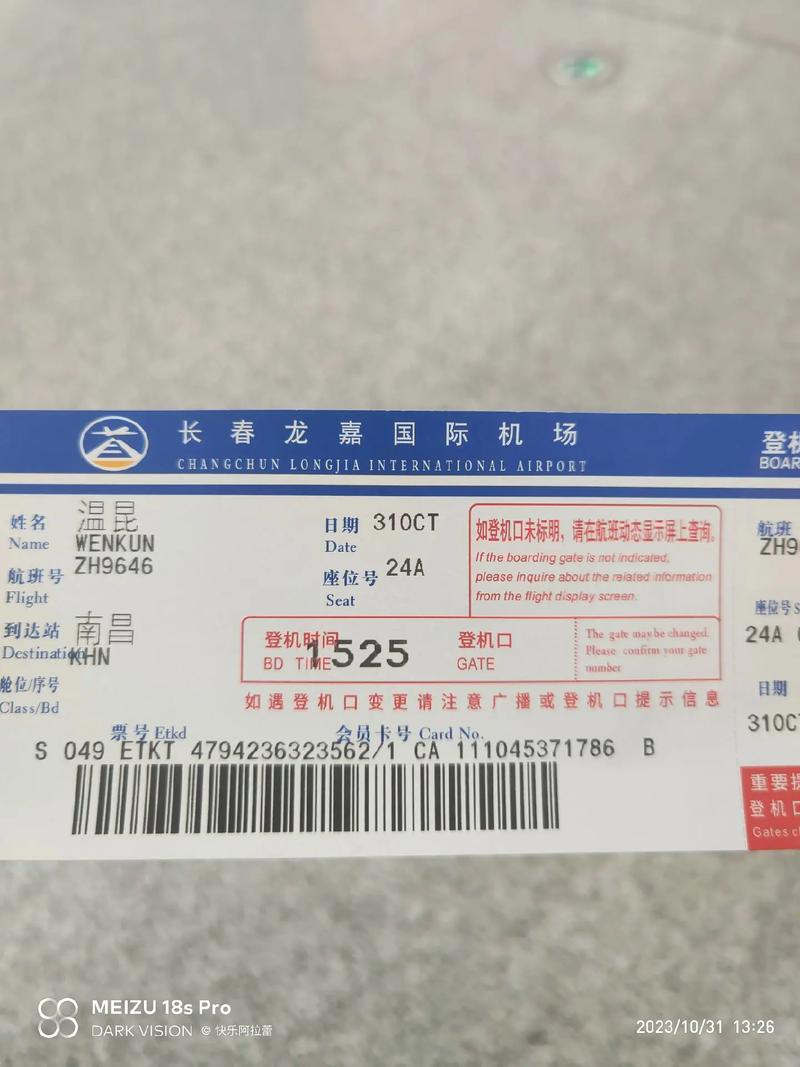 长春龙嘉国际机场
CHANGCHUN LONGJIA INTERNATIONAL AIRPORT
登机
BOAR
姓名 温昆
Name WENKUN
航班号 ZH9646
Flight
到达站 南昌
Destination KHN
舱位/序号
Class/Bd
日期 31OCT
Date
座位号 24A
Seat
如登机口未标明，请在航班动态显示屏上查询。
If the boarding gate is not indicated,
please inquire about the related information
from the flight display screen.
登机时间 1525 登机口
BD TIME GATE
The gate may be changed.
Please confirm your gate
number
如遇登机口变更请注意广播或登机口提示信息
票号 Etkd 会员卡号 Card No.
S 049 ETKT 4794236323562/1 CA 111045371786 B
航班
ZH9
座位号 S
24A
日期
31OC
重要提
登机口
Gates cl
MEIZU 18s Pro
DARK VISION © 快乐阿拉蕾
2023/10/31 13:26